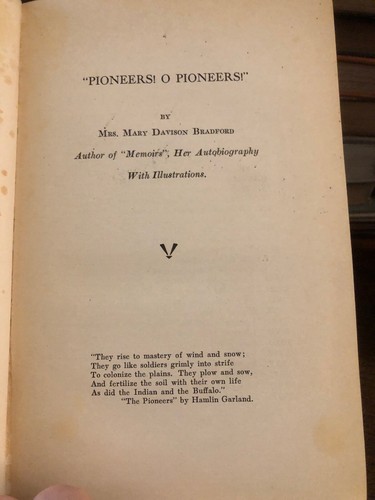 "PIONEERS! O PIONEERS!"
BY
MRS. MARY DAVISON BRADFORD
Author of "Memoirs", Her Autobiography
With Illustrations.
"They rise to mastery of wind and snow;
They go like soldiers grimly into strife
To colonize the plains. They plow and sow,
And fertilize the soil with their own life
As did the Indian and the Buffalo."
"The Pioneers" by Hamlin Garland.